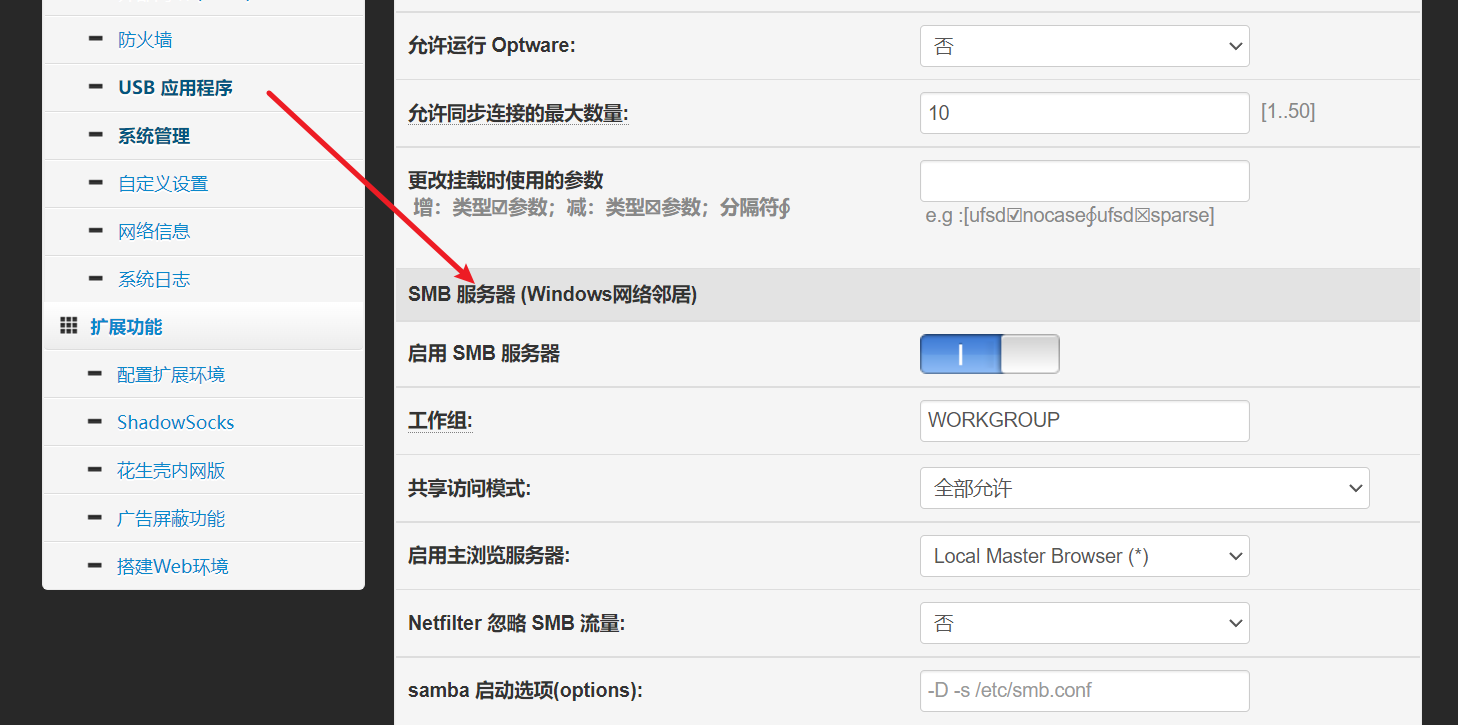 防火墙
USB 应用程序
系统管理
自定义设置
网络信息
系统日志
扩展功能
配置扩展环境
ShadowSocks
花生壳内网版
广告屏蔽功能
搭建Web环境
允许运行 Optware:
否
允许同步连接的最大数量:
10
[1..50]
更改挂载时使用的参数
增：类型☑参数；减：类型☒参数；分隔符∮
e.g :[ufsd☑nocase∮ufsd☒sparse]
SMB 服务器 (Windows网络邻居)
启用 SMB 服务器
工作组:
WORKGROUP
共享访问模式:
全部允许
启用主浏览服务器:
Local Master Browser (*)
Netfilter 忽略 SMB 流量:
否
samba 启动选项(options):
-D -s /etc/smb.conf